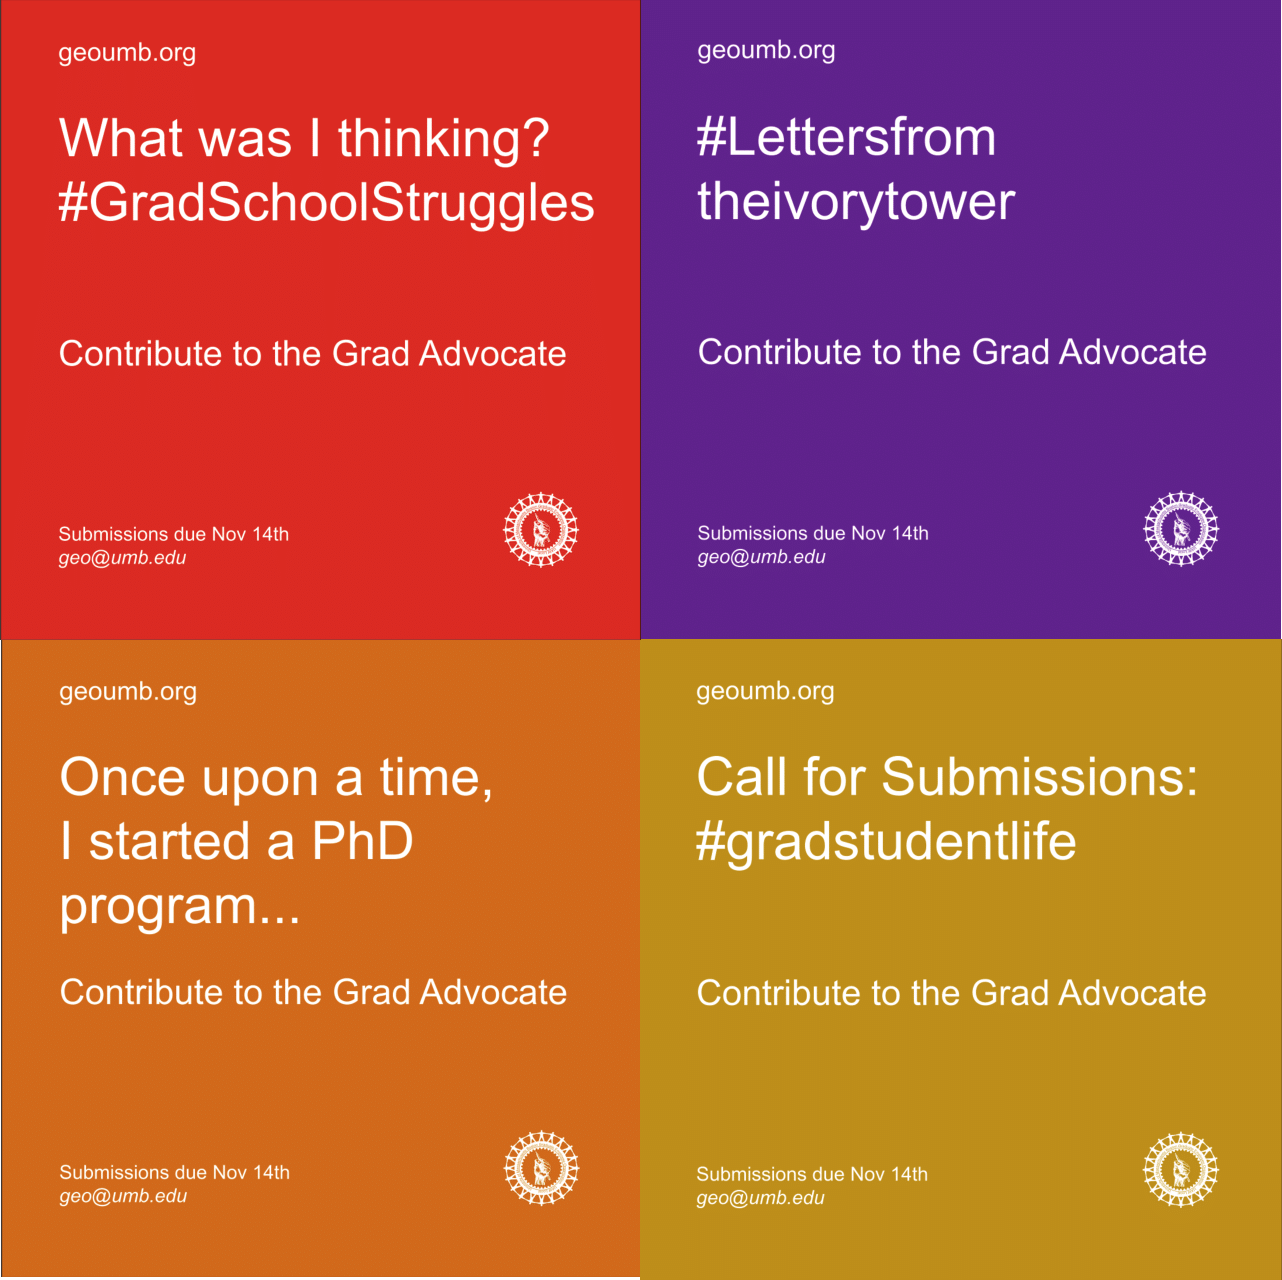 geoumb.org
What was I thinking?
#GradSchoolStruggles
Contribute to the Grad Advocate
Submissions due Nov 14th
geo@umb.edu
geoumb.org
#Lettersfrom
theivorytower
Contribute to the Grad Advocate
Submissions due Nov 14th
geo@umb.edu
geoumb.org
Once upon a time,
I started a PhD
program...
Contribute to the Grad Advocate
Submissions due Nov 14th
geo@umb.edu
geoumb.org
Call for Submissions:
#gradstudentlife
Contribute to the Grad Advocate
Submissions due Nov 14th
geo@umb.edu